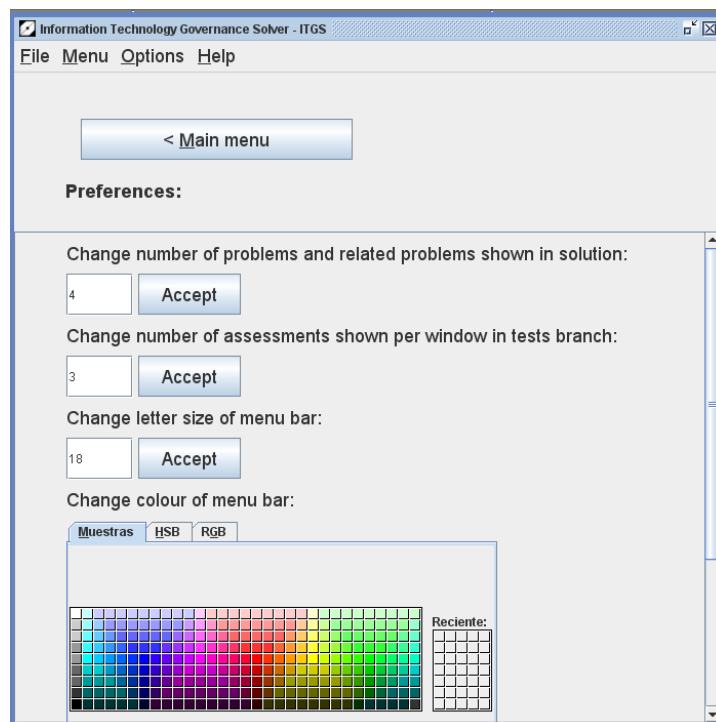 Information Technology Governance Solver - ITGS
File Menu Options Help
< Main menu
Preferences:
Change number of problems and related problems shown in solution:
4 Accept
Change number of assessments shown per window in tests branch:
3 Accept
Change letter size of menu bar:
18 Accept
Change colour of menu bar:
Muestras HSB RGB
Reciente: